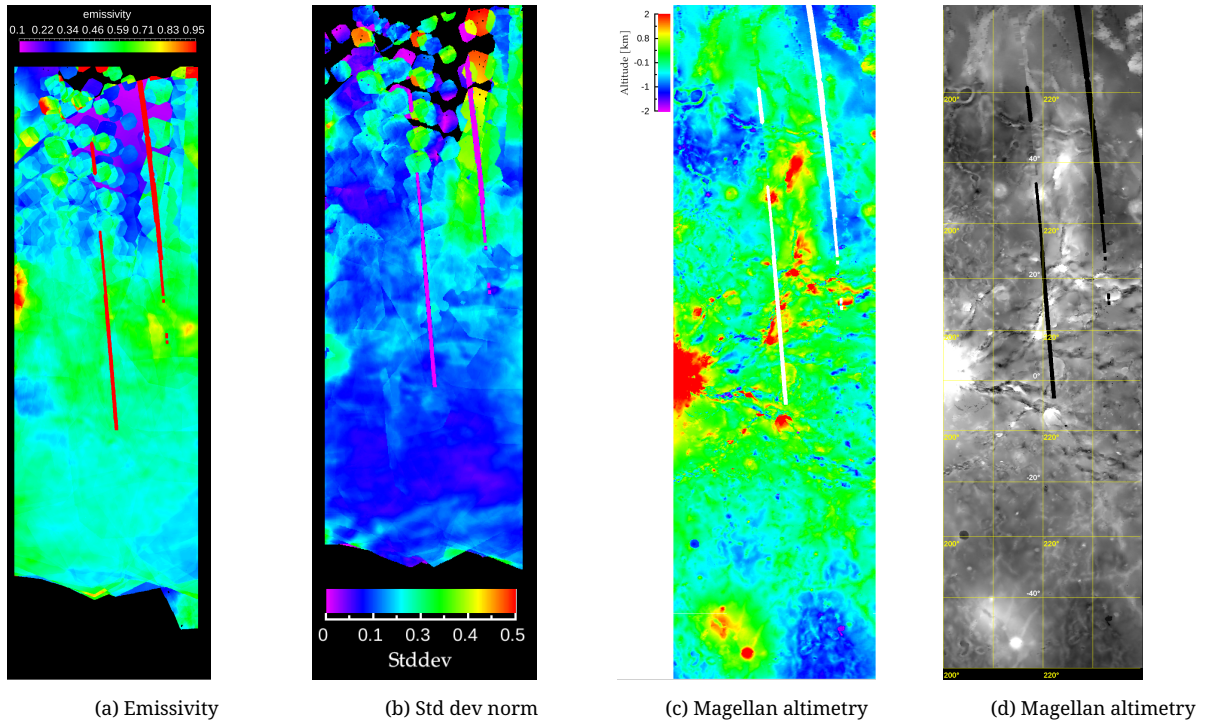 emissivity
0.1 0.22 0.34 0.46 0.59 0.71 0.83 0.95
0 0.1 0.3 0.4 0.5
Stddev
Altitude [km]
2
0.8
-0.1
-1
-2
200° 220°
40°
200° 220°
20°
200° 20°
0°
200° 220°
-20°
200° 220°
-40°
200° 220°
(a) Emissivity (b) Std dev norm (c) Magellan altimetry (d) Magellan altimetry